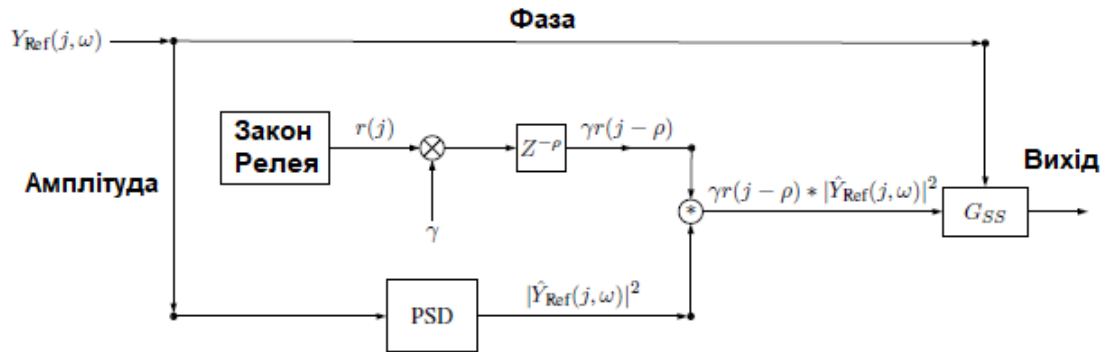 Фаза
Y_Ref(j, ω)
Закон
Релея
r(j)
Z^{-ρ}
γr(j − ρ)
Амплітуда
Вихід
γ
*
γr(j − ρ) * |Ŷ_Ref(j, ω)|²
G_SS
PSD
|Ŷ_Ref(j, ω)|²